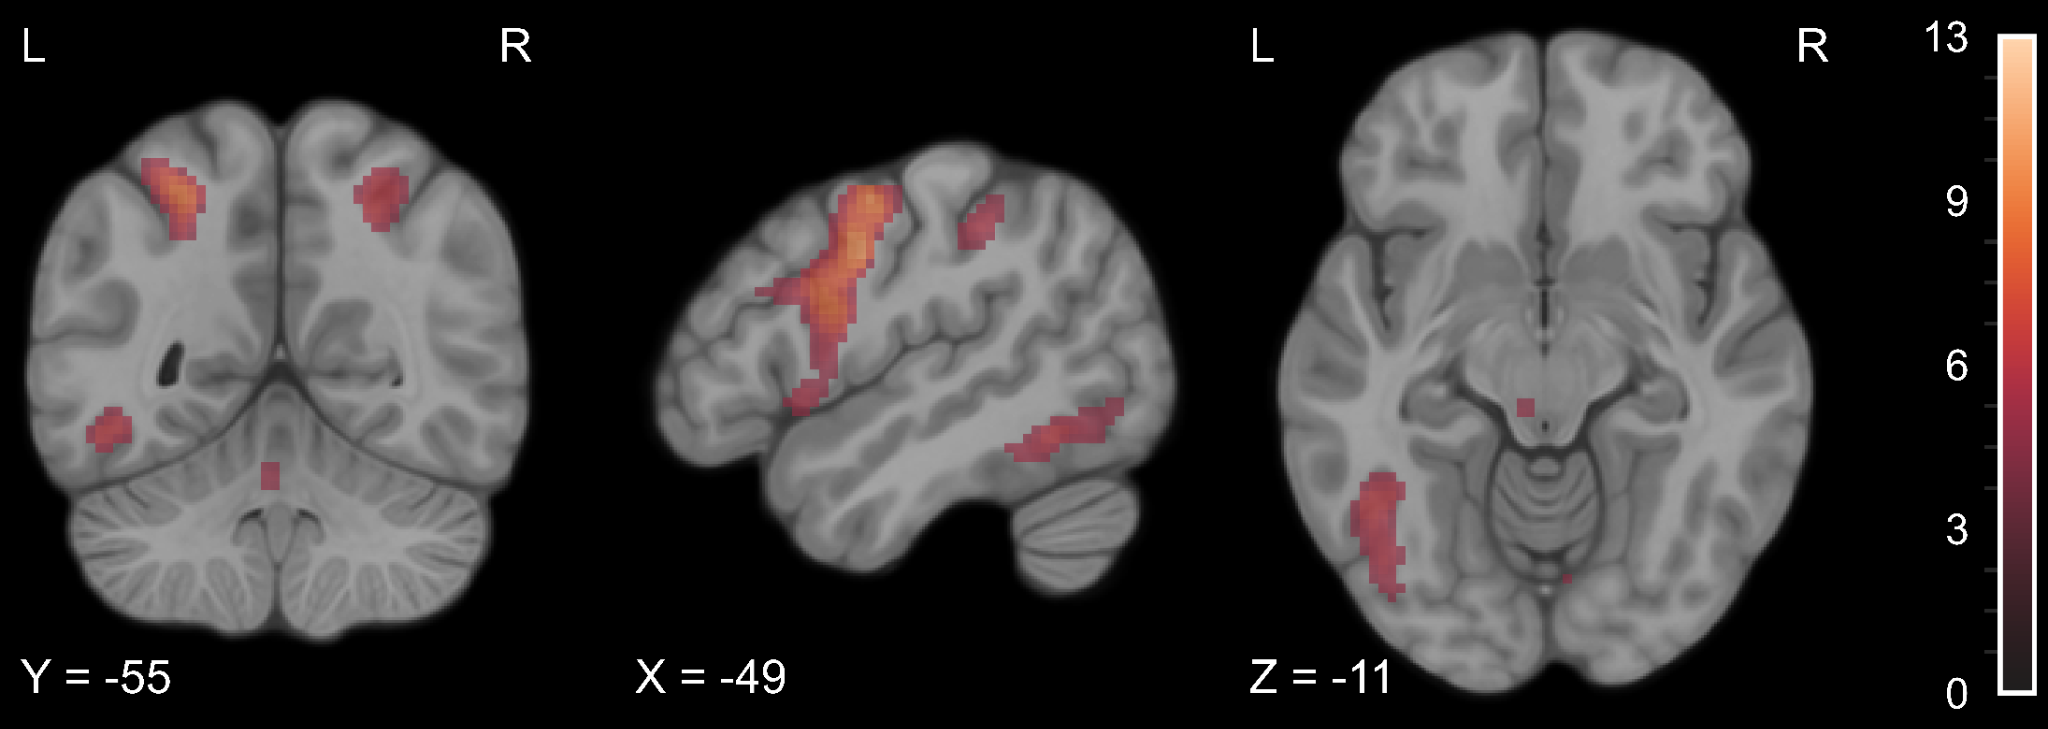 L R
Y = -55
X = -49
L R
Z = -11
13
9
6
3
0